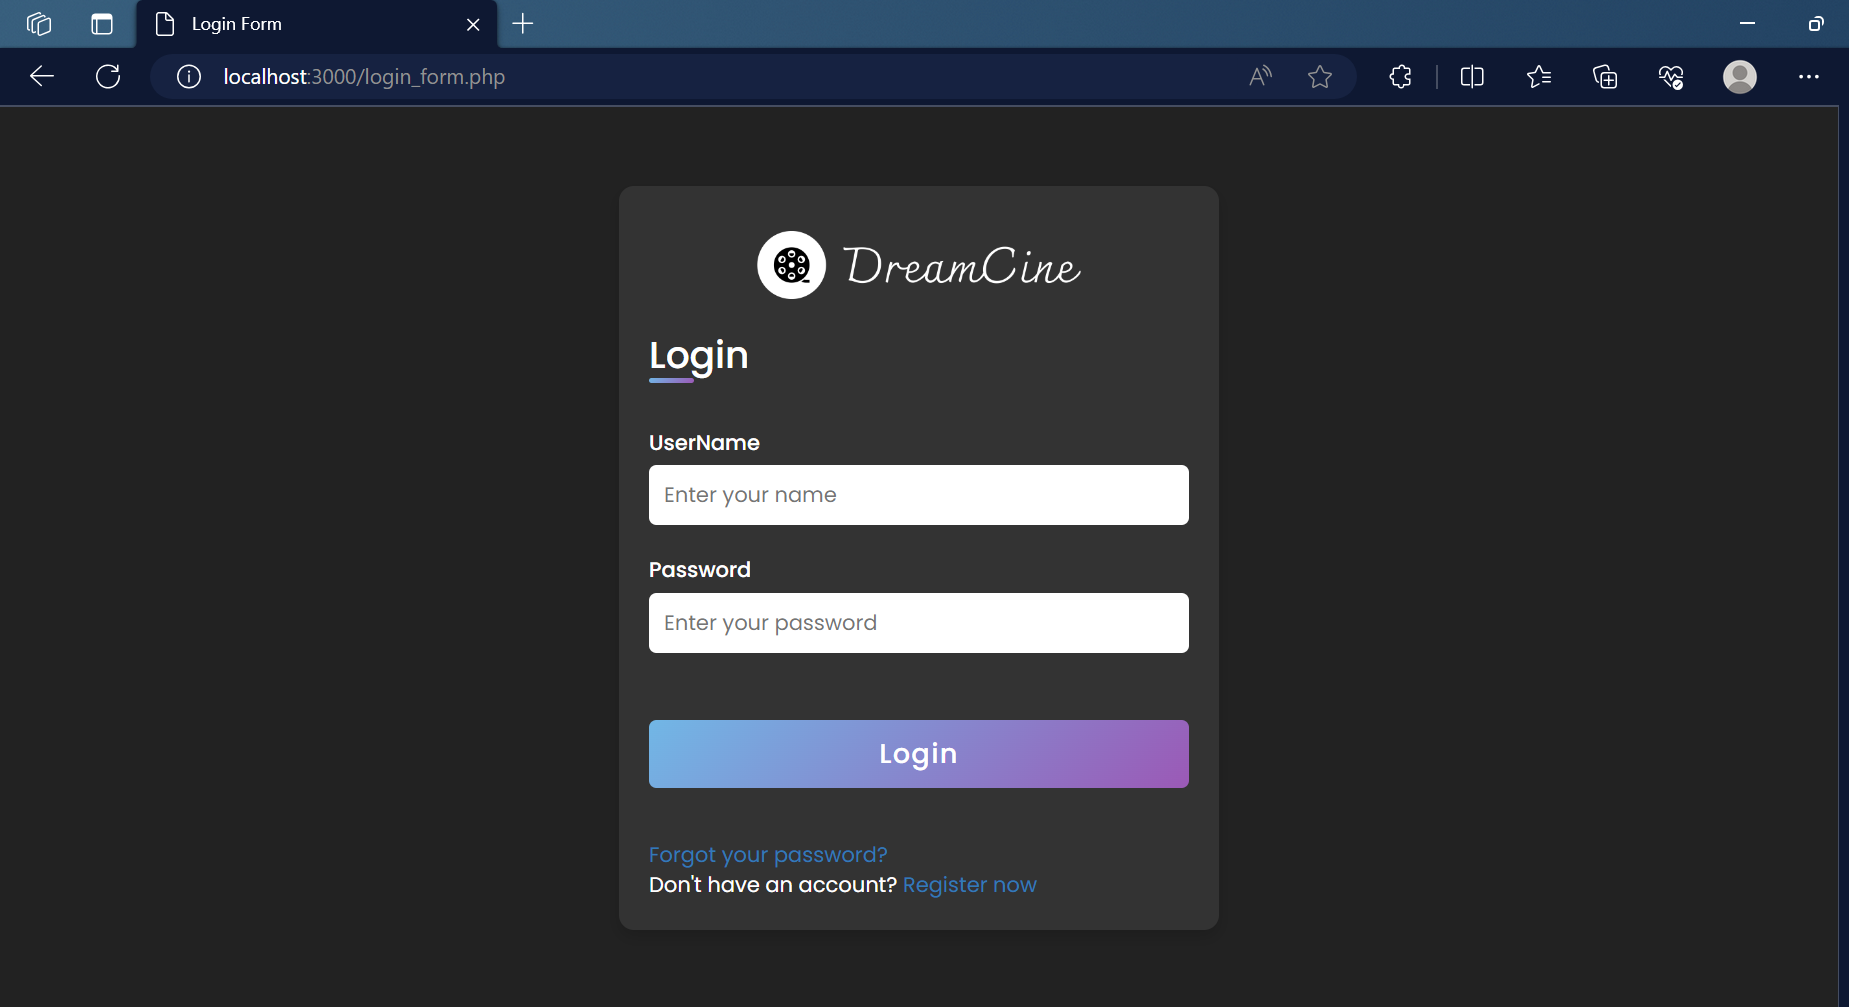 Login Form
localhost:3000/login_form.php
DreamCine
Login
UserName
Enter your name
Password
Enter your password
Login
Forgot your password?
Don't have an account? Register now